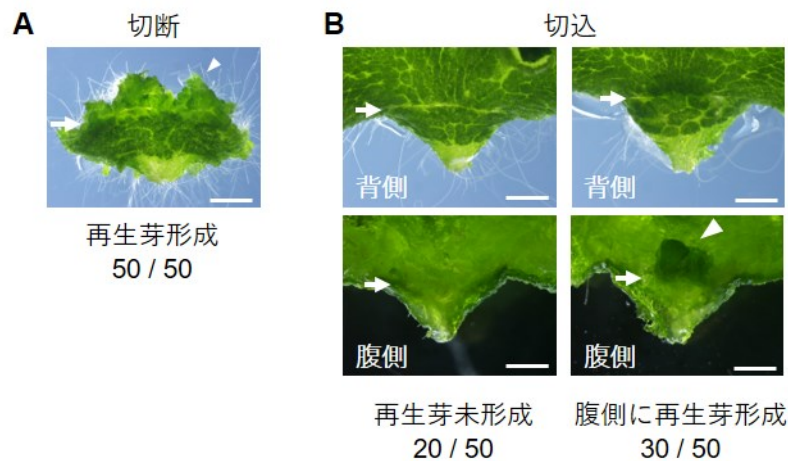 A
切断
再生芽形成
50 / 50
B
切込
背側
背側
腹側
腹側
再生芽未形成
20 / 50
腹側に再生芽形成
30 / 50